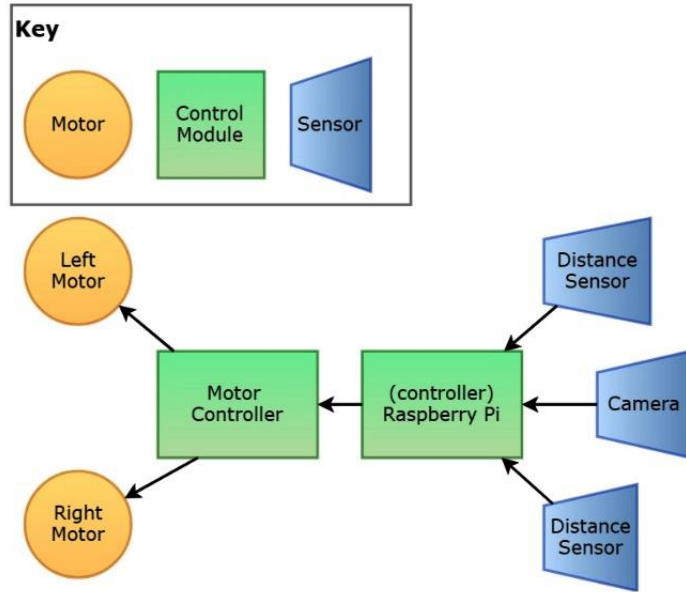 Key
Motor
Control
Module
Sensor
Left
Motor
Distance
Sensor
Motor
Controller
(controller)
Raspberry Pi
Camera
Right
Motor
Distance
Sensor